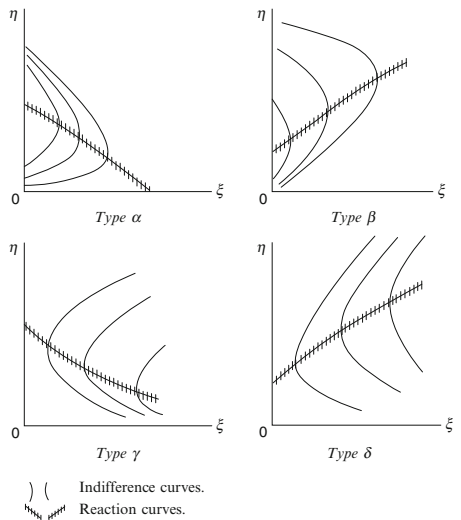 η
η
0
ξ
0
ξ
Type α
Type β
η
η
0
ξ
0
ξ
Type γ
Type δ
Indifference curves.
Reaction curves.